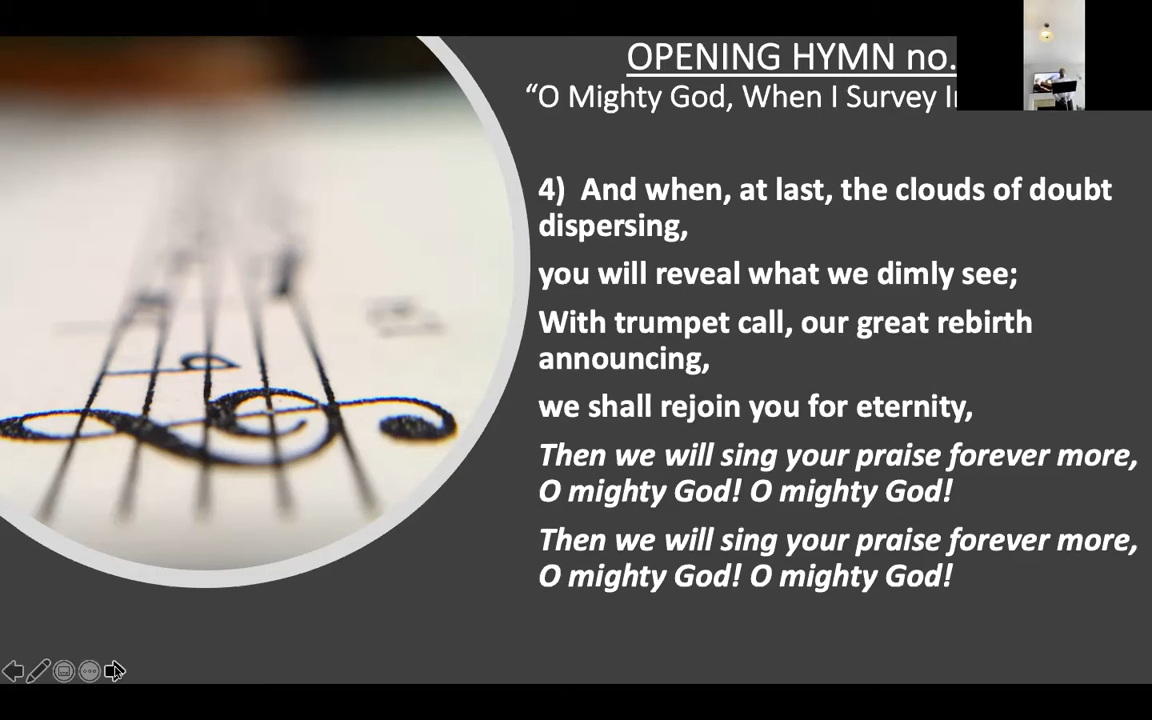 OPENING HYMN no.
“O Mighty God, When I Survey
4) And when, at last, the clouds of doubt
dispersing,
you will reveal what we dimly see;
With trumpet call, our great rebirth
announcing,
we shall rejoin you for eternity,
Then we will sing your praise forever more,
O mighty God! O mighty God!
Then we will sing your praise forever more,
O mighty God! O mighty God!